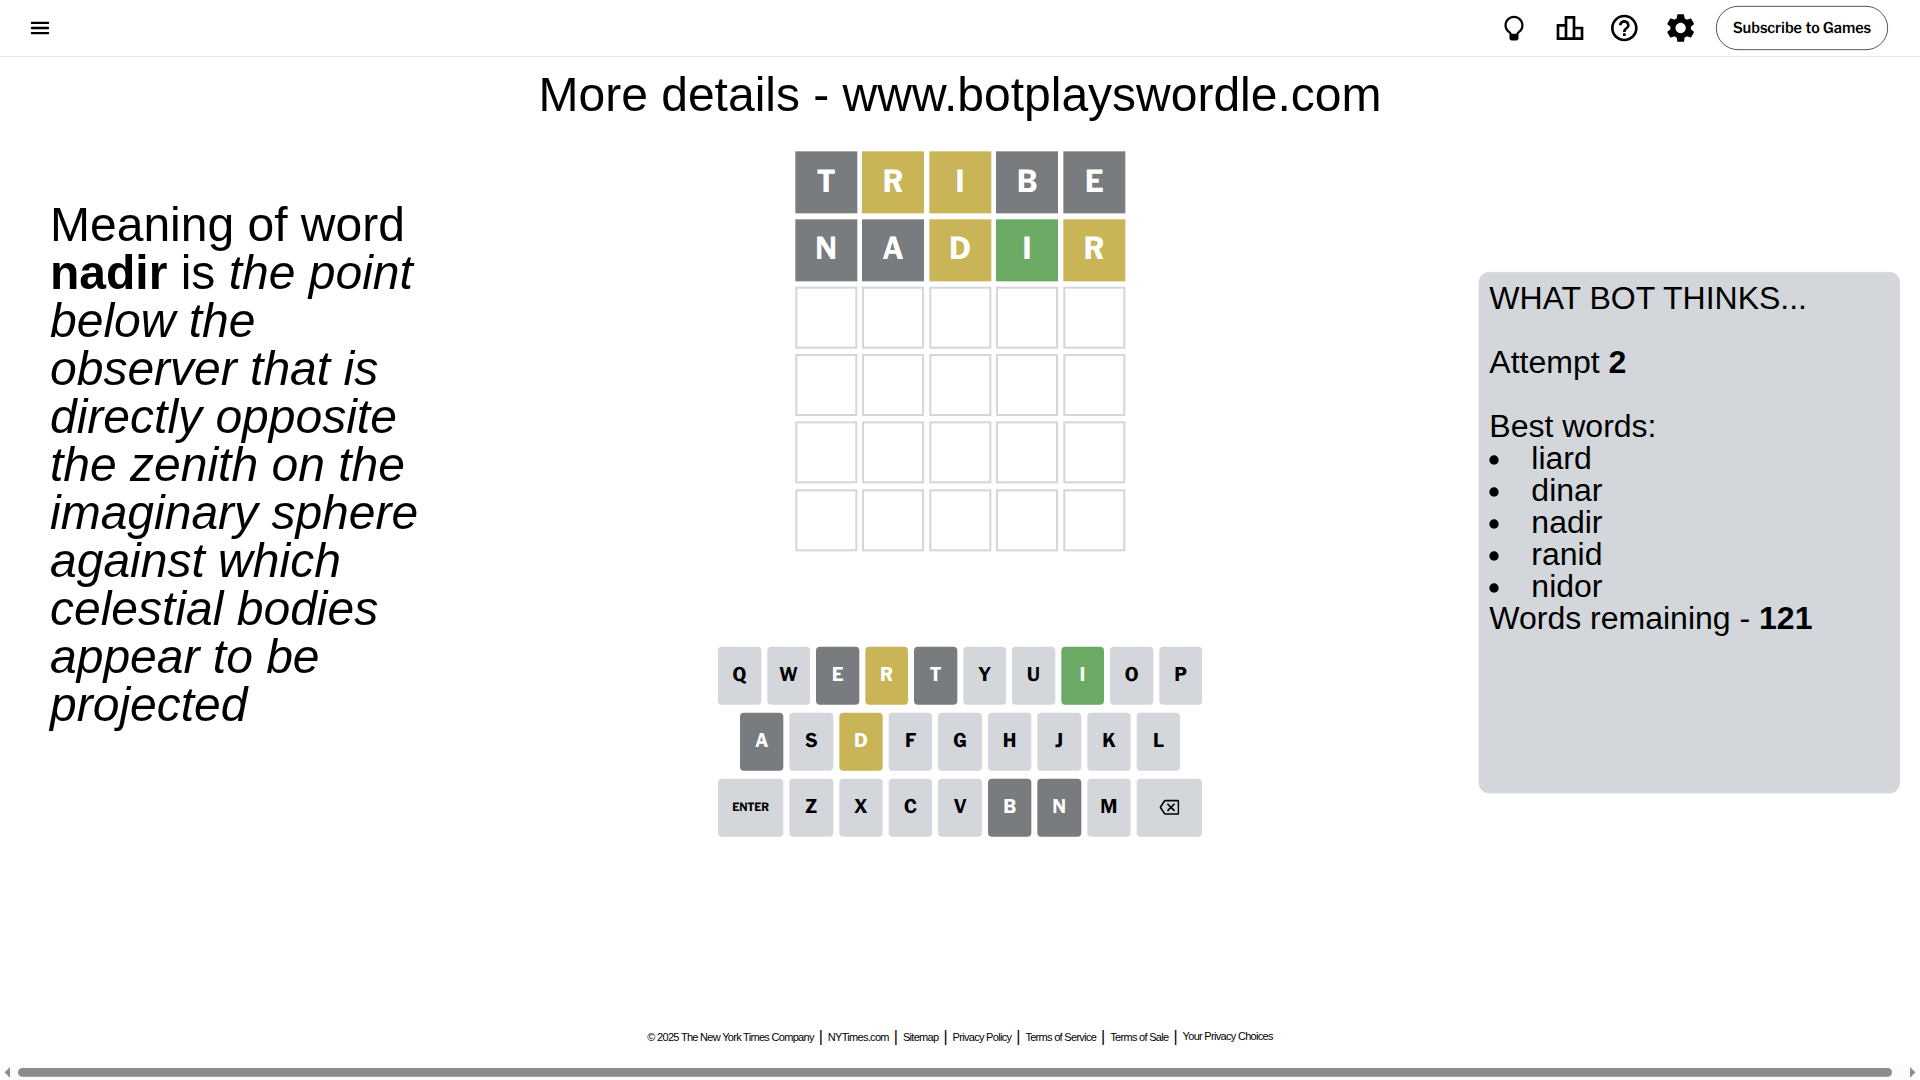 Subscribe to Games
More details - www.botplayswordle.com
Meaning of word
nadir is the point
below the
observer that is
directly opposite
the zenith on the
imaginary sphere
against which
celestial bodies
appear to be
projected
T R I B E
N A D I R
WHAT BOT THINKS...
Attempt 2
Best words:
• liard
• dinar
• nadir
• ranid
• nidor
Words remaining - 121
Q W E R T Y U I O P
A S D F G H J K L
ENTER Z X C V B N M
© 2025 The New York Times Company | NYTimes.com | Sitemap | Privacy Policy | Terms of Service | Terms of Sale | Your Privacy Choices